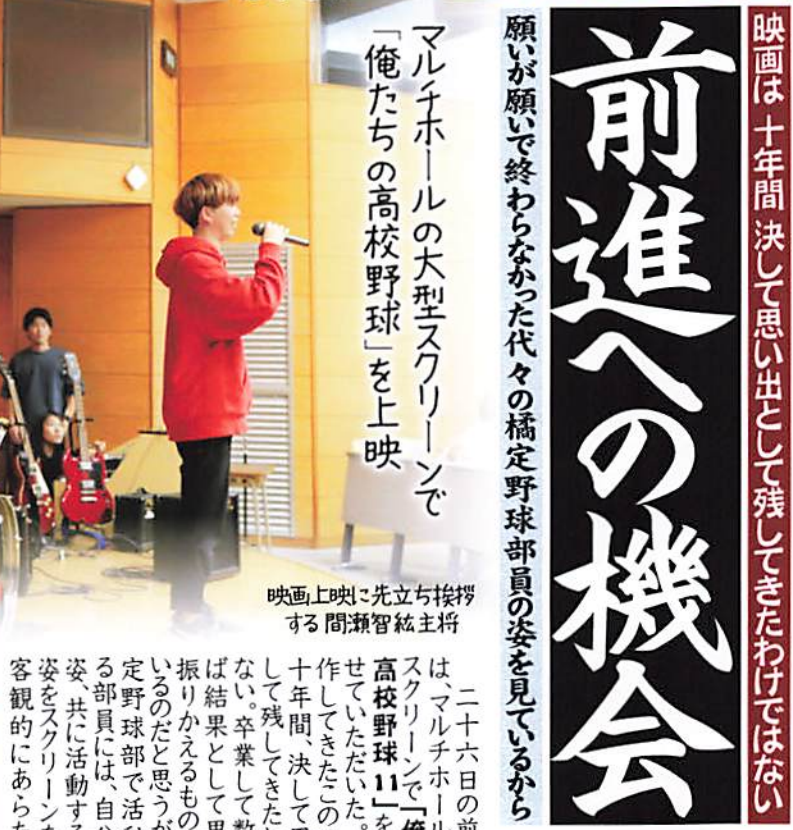 映画は 十年間 決して思い出として残してきたわけではない
前進への機会
願いが願いで終わらなかった代々の橘定野球部員の姿を見ているから
マルチホールの大型スクリーンで
「俺たちの高校野球」を上映
映画上映に先立ち挨拶
する間瀬智絃主将
二十六日の前
は、マルチホール
スクリーンで「俺
高校野球11」を
せていただいた。
作してきたこの
十年間、決して
して残してきたわ
ない。卒業して数
ば結果として思
振りかえるもの
いるのだと思うが
定野球部で活
る部員には、自分
姿、共に活動する
姿をスクリーン
客観的にあらた